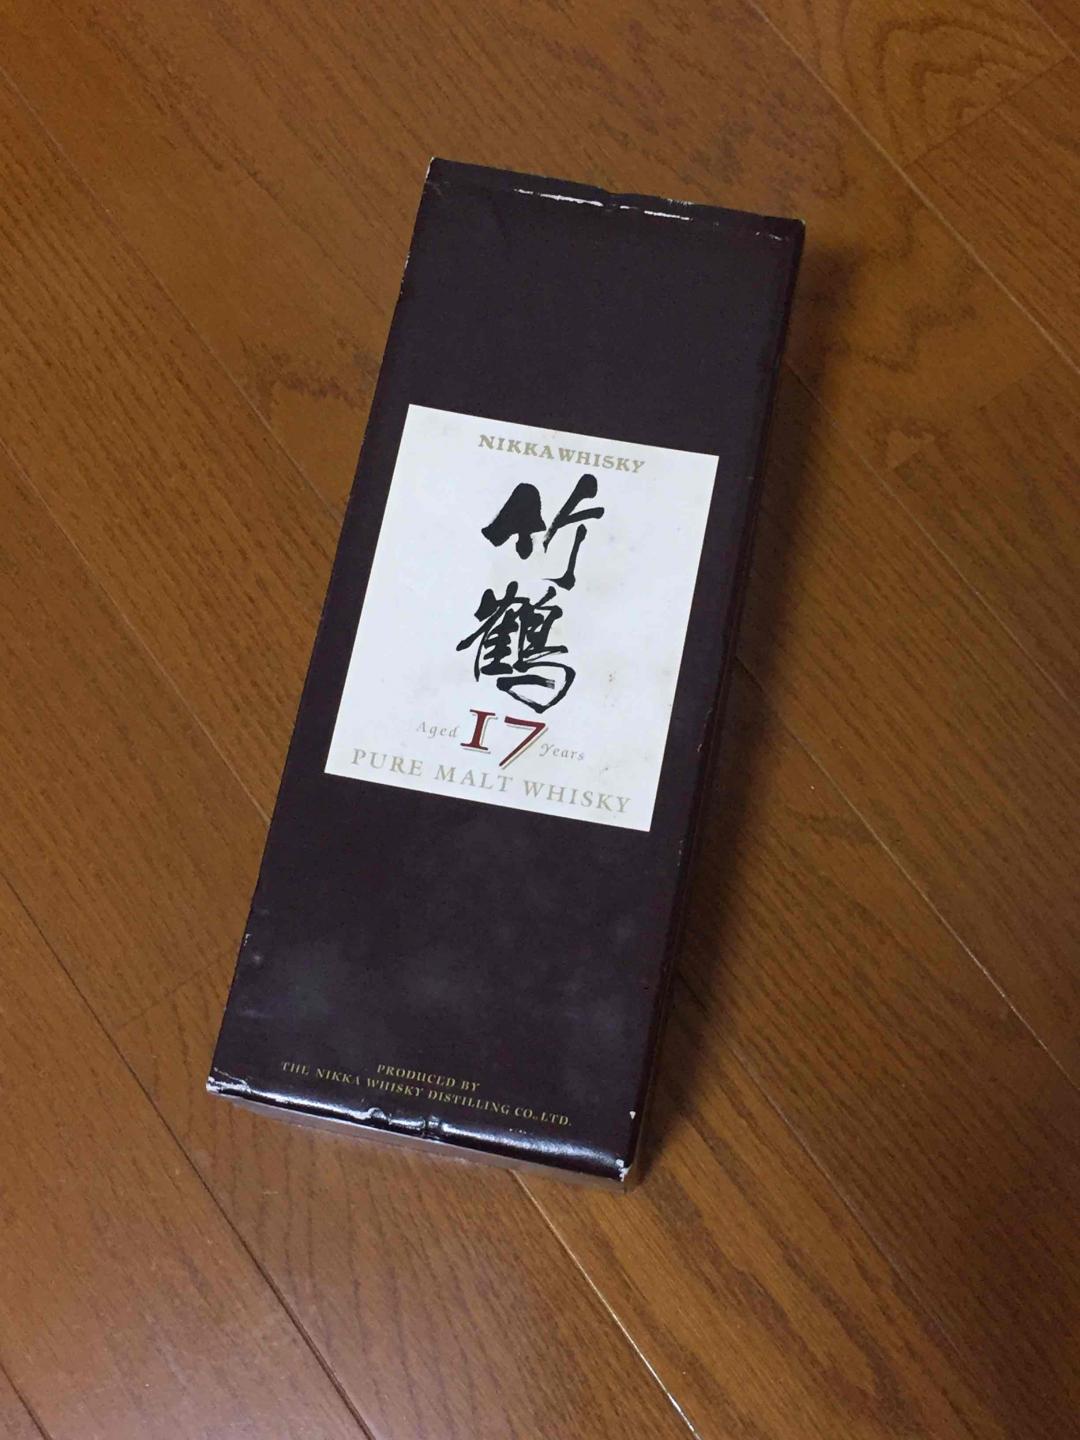 NIKKA WHISKY
竹鶴
Aged 17 Years
PURE MALT WHISKY
PRODUCED BY
THE NIKKA WHISKY DISTILLING CO., LTD.